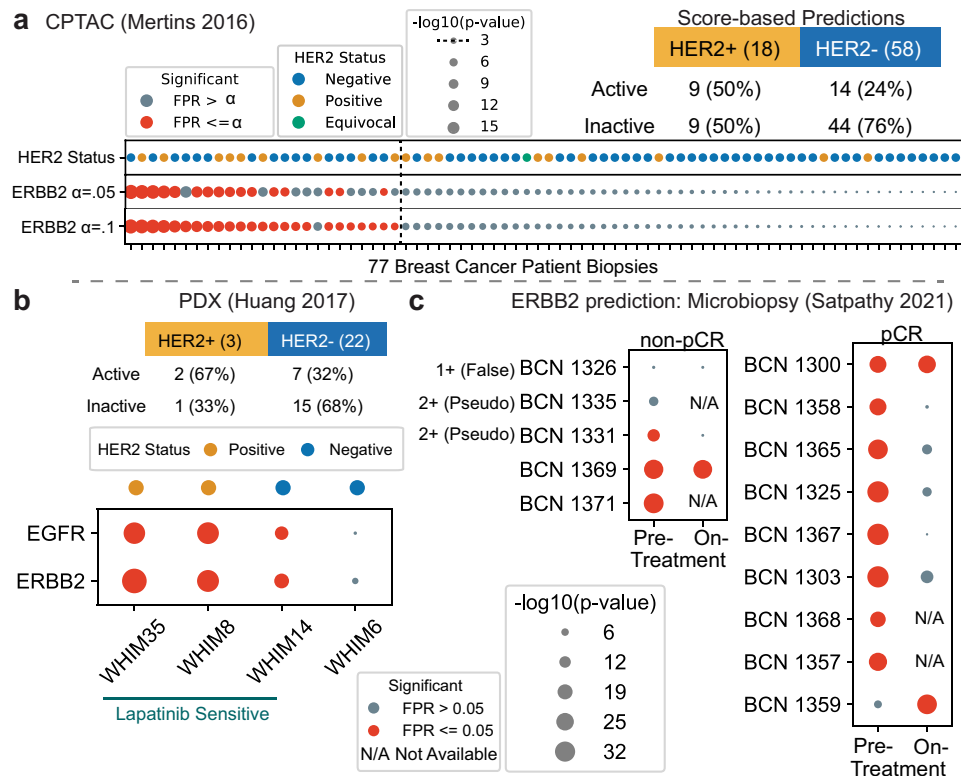 a CPTAC (Mertins 2016)
Significant
FPR > α
FPR <= α
HER2 Status
Negative
Positive
Equivocal
-log10(p-value)
3
6
9
12
15
Score-based Predictions
HER2+ (18) HER2- (58)
Active 9 (50%) 14 (24%)
Inactive 9 (50%) 44 (76%)
HER2 Status
ERBB2 α=.05
ERBB2 α=.1
77 Breast Cancer Patient Biopsies
b PDX (Huang 2017)
HER2+ (3) HER2- (22)
Active 2 (67%) 7 (32%)
Inactive 1 (33%) 15 (68%)
HER2 Status Positive Negative
EGFR
ERBB2
WHIM35 WHIM8 WHIM14 WHIM6
Lapatinib Sensitive
c ERBB2 prediction: Microbiopsy (Satpathy 2021)
non-pCR
1+ (False) BCN 1326
2+ (Pseudo) BCN 1335 N/A
2+ (Pseudo) BCN 1331
BCN 1369
BCN 1371 N/A
Pre- On-
Treatment
pCR
BCN 1300
BCN 1358
BCN 1365
BCN 1325
BCN 1367
BCN 1303
BCN 1368 N/A
BCN 1357 N/A
BCN 1359
Pre- On-
Treatment
-log10(p-value)
6
12
19
25
32
Significant
FPR > 0.05
FPR <= 0.05
N/A Not Available